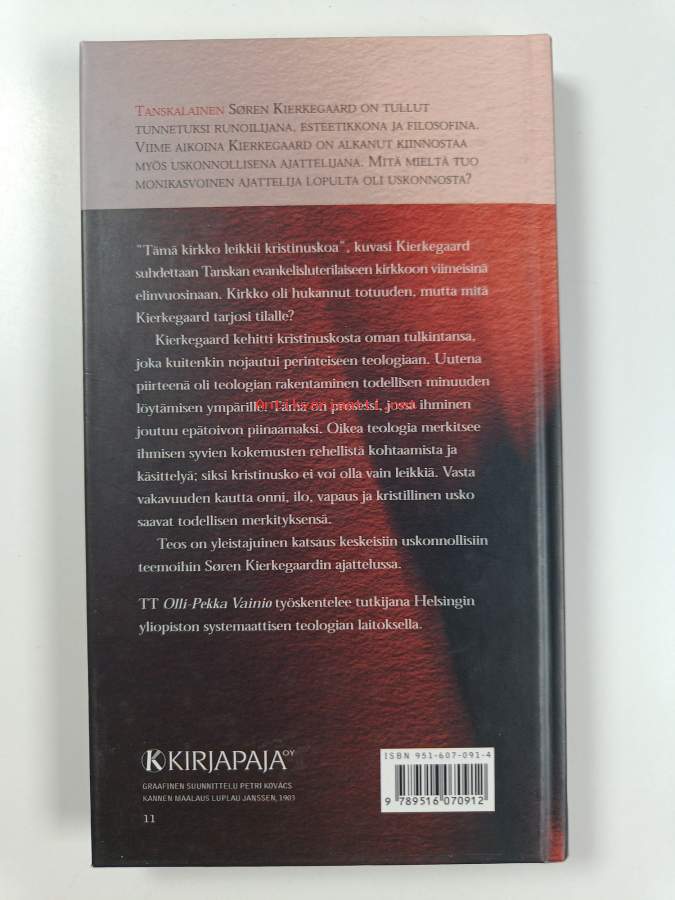 TANSKALAINEN SØREN KIERKEGAARD ON TULLUT
TUNNETUKSI RUNOILIJANA, ESTEETIKKONA JA FILOSOFINA.
VIIME AIKOINA KIERKEGAARD ON ALKANUT KIINNOSTAA
MYÖS USKONNOLLISENA AJATTELIJANA. MITÄ MIELTÄ TUO
MONIKASVOINEN AJATTELIJA LOPULTA OLI USKONNOSTA?
"Tämä kirkko leikkii kristinuskoa", kuvasi Kierkegaard
suhdettaan Tanskan evankelisluterilaiseen kirkkoon viimeisinä
elinvuosinaan. Kirkko oli hukannut totuuden, mutta mitä
Kierkegaard tarjosi tilalle?
Kierkegaard kehitti kristinuskosta oman tulkintansa,
joka kuitenkin nojautui perinteiseen teologiaan. Uutena
piirteenä oli teologian rakentaminen todellisen minuuden
löytämisen ympärille. Tämä on prosessi, jossa ihminen
joutuu epätoivon piinaamaksi. Oikea teologia merkitsee
ihmisen syvien kokemusten rehellistä kohtaamista ja
käsittelyä; siksi kristinusko ei voi olla vain leikkiä. Vasta
vakavuuden kautta onni, ilo, vapaus ja kristillinen usko
saavat todellisen merkityksensä.
Teos on yleistajuinen katsaus keskeisiin uskonnollisiin
teemoihin Søren Kierkegaardin ajattelussa.
TT Olli-Pekka Vainio työskentelee tutkijana Helsingin
yliopiston systemaattisen teologian laitoksella.
KIRJAPAJA OY
GRAAFINEN SUUNNITTELU PETRI KOVÁCS
KANNEN MAALAUS LUPLAU JANSSEN, 1903
11
ISBN 951-607-091-4
9 789516 070912